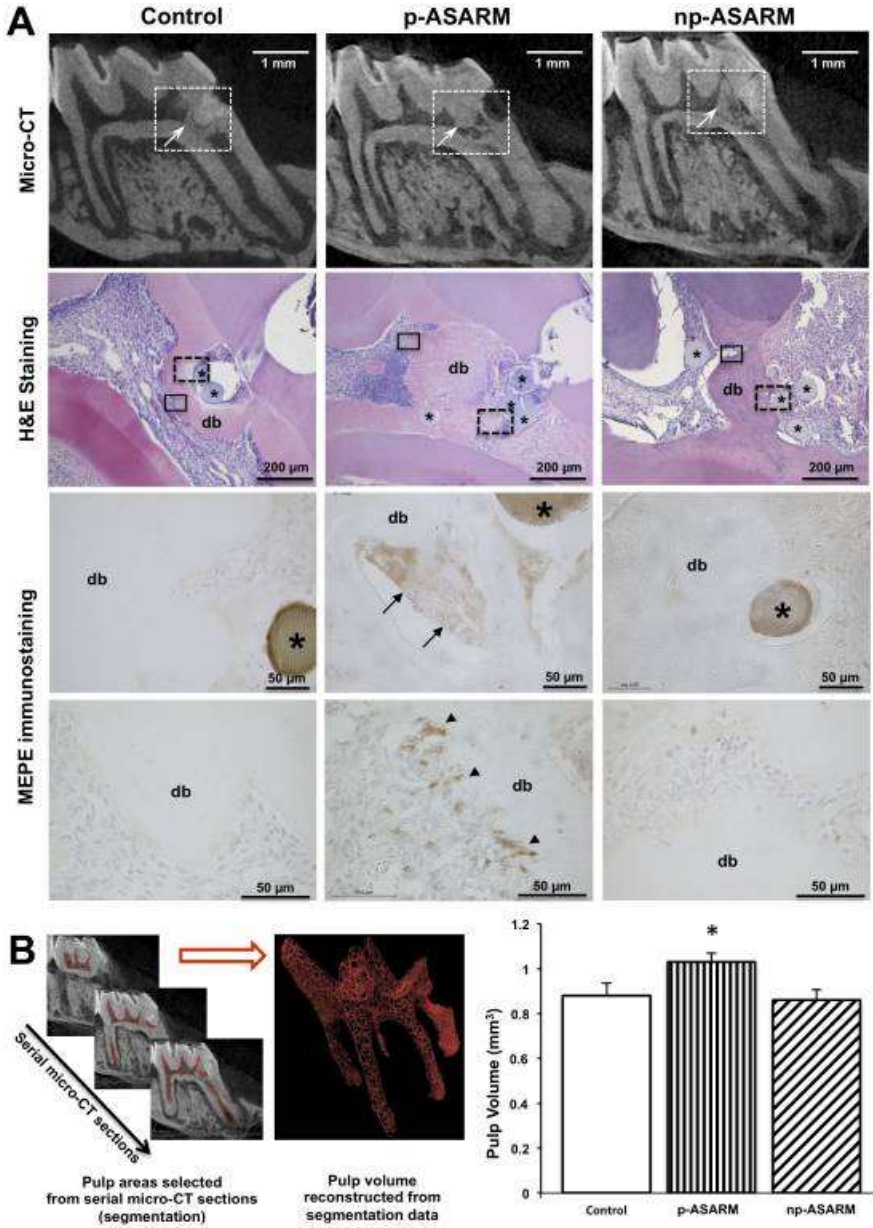 A
Control
p-ASARM
np-ASARM
Micro-CT
1 mm
1 mm
1 mm
H&E Staining
*
*
db
200 µm
db
*
*
*
*
200 µm
*
db
*
*
*
200 µm
MEPE immunostaining
db
*
50 µm
db
*
50 µm
db
*
50 µm
db
50 µm
db
50 µm
db
50 µm
B
Serial micro-CT
sections
Pulp areas selected
from serial micro-CT sections
(segmentation)
Pulp volume
reconstructed from
segmentation data
Pulp Volume (mm³)
1.2
1
0.8
0.6
0.4
0.2
0
*
Control
p-ASARM
np-ASARM